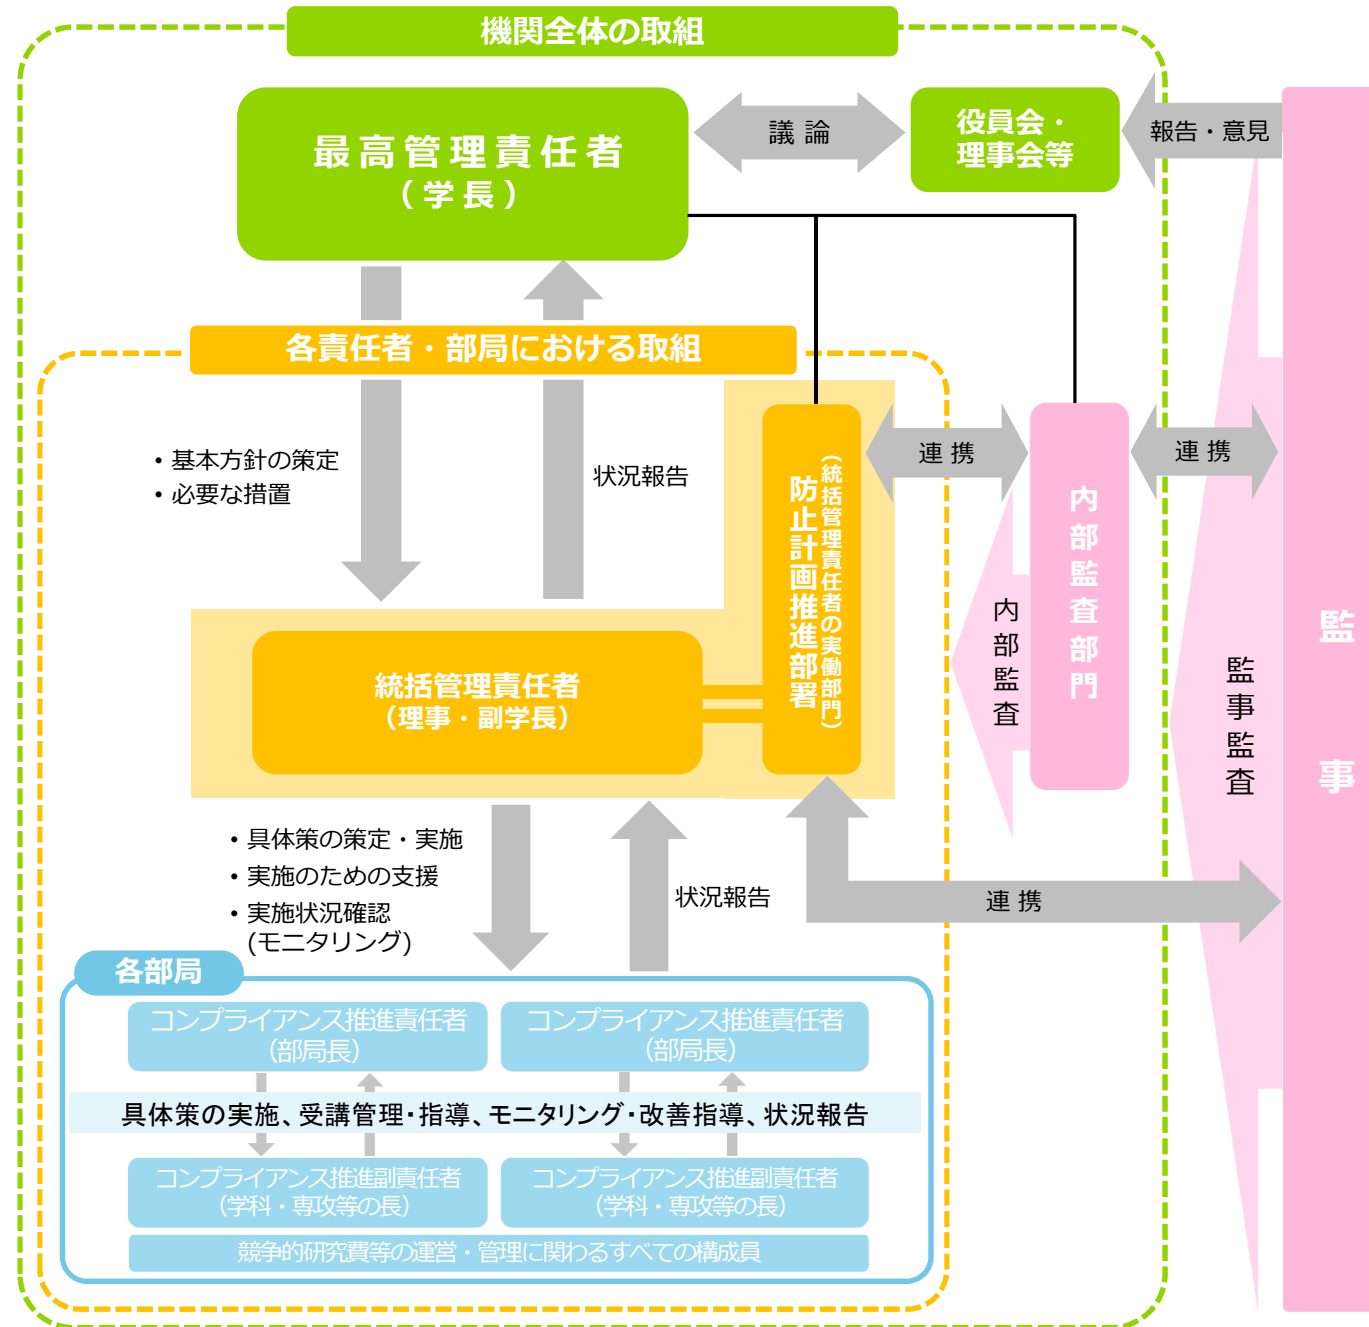 機関全体の取組
最高管理責任者
（学長）
議論
役員会・
理事会等
報告・意見
各責任者・部局における取組
・基本方針の策定
・必要な措置
状況報告
防止計画推進部署
（統括管理責任者の実働部門）
連携
内部監査部門
連携
監事
内部監査
監事監査
統括管理責任者
（理事・副学長）
・具体策の策定・実施
・実施のための支援
・実施状況確認
(モニタリング)
状況報告
連携
各部局
コンプライアンス推進責任者
（部局長）
コンプライアンス推進責任者
（部局長）
具体策の実施、受講管理・指導、モニタリング・改善指導、状況報告
コンプライアンス推進副責任者
（学科・専攻等の長）
コンプライアンス推進副責任者
（学科・専攻等の長）
競争的研究費等の運営・管理に関わるすべての構成員